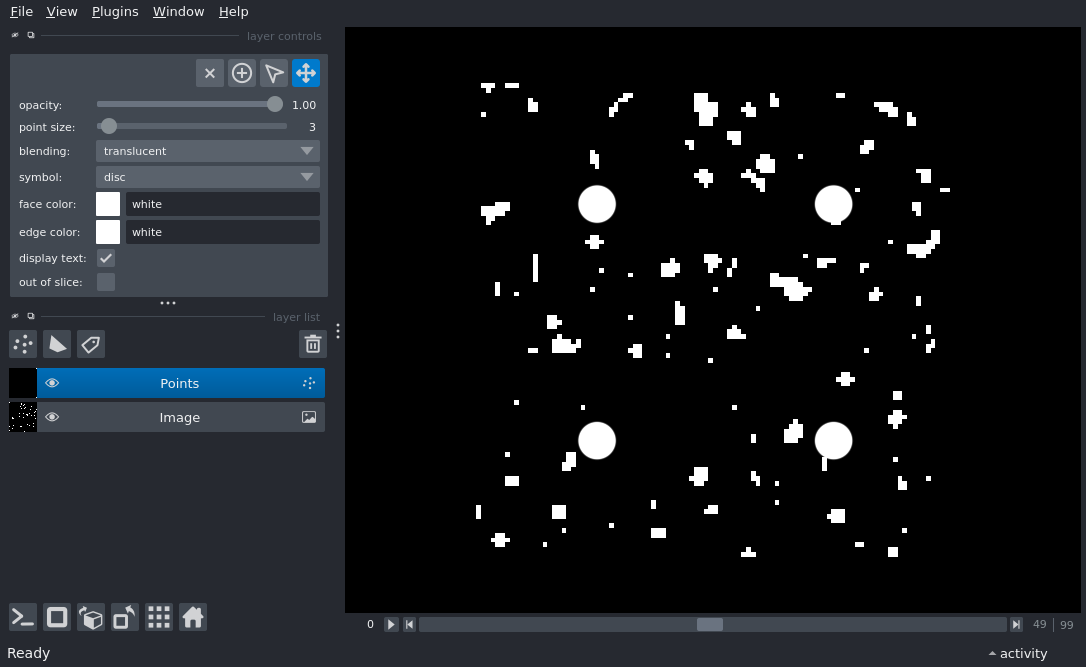 File View Plugins Window Help
layer controls
opacity: 1.00
point size: 3
blending: translucent
symbol: disc
face color: white
edge color: white
display text:
out of slice:
layer list
Points
Image
0 49 | 99
Ready activity